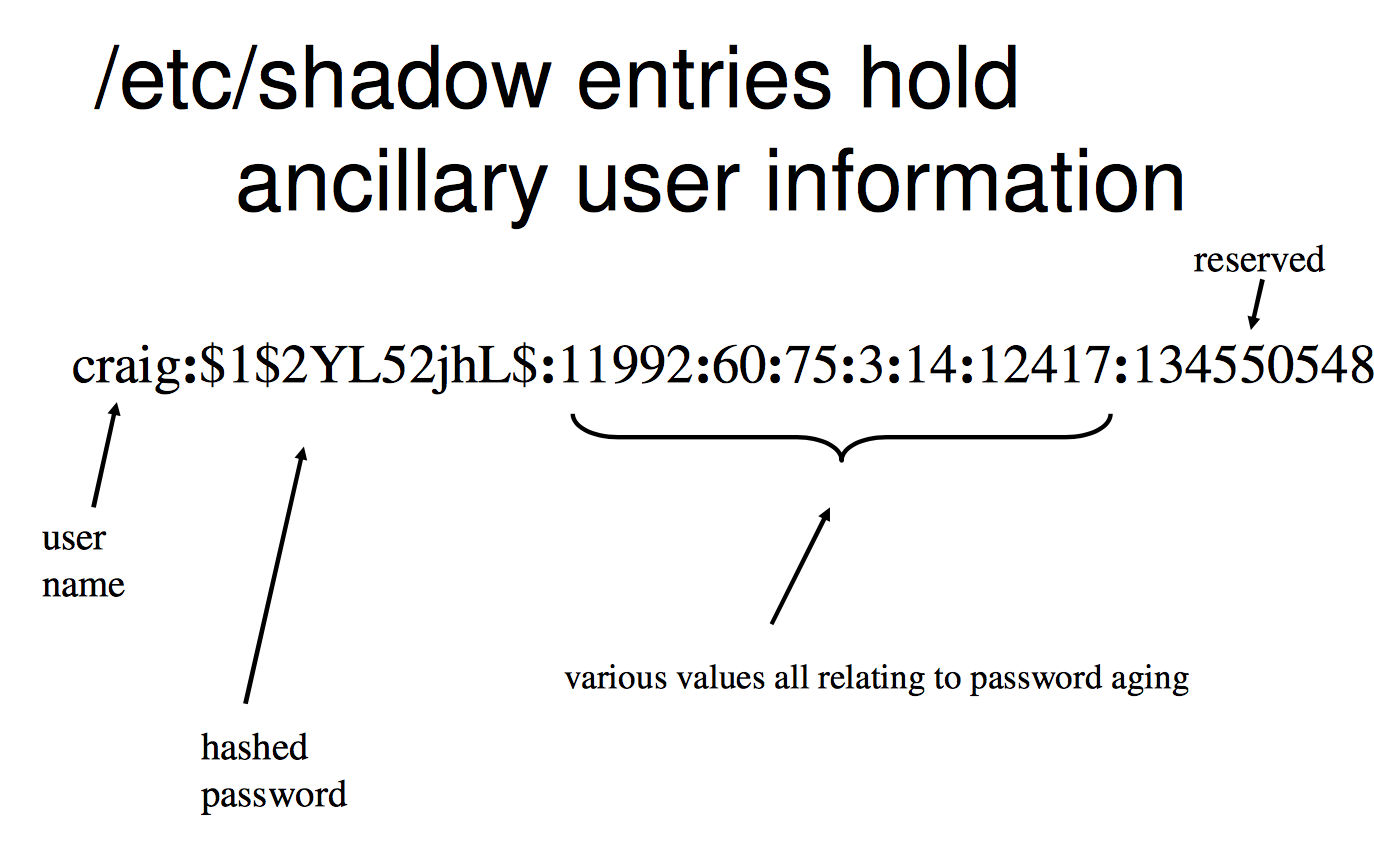 /etc/shadow entries hold
ancillary user information
reserved
craig:$1$2YL52jhL$:11992:60:75:3:14:12417:134550548
user
name
various values all relating to password aging
hashed
password